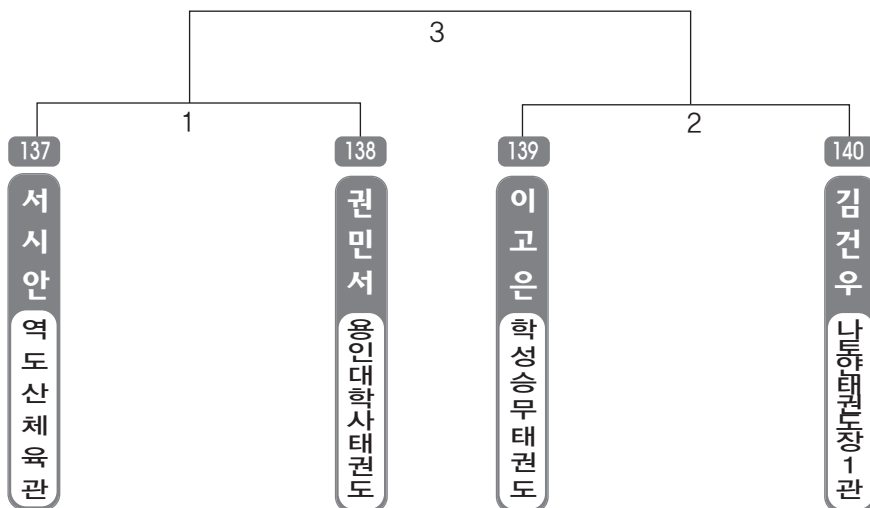 3
1
2
137
138
139
140
서시안
권민서
이고은
김건우
역도산체육관
용인대학사태권도
학성승무태권도
나토얀태권도장1관